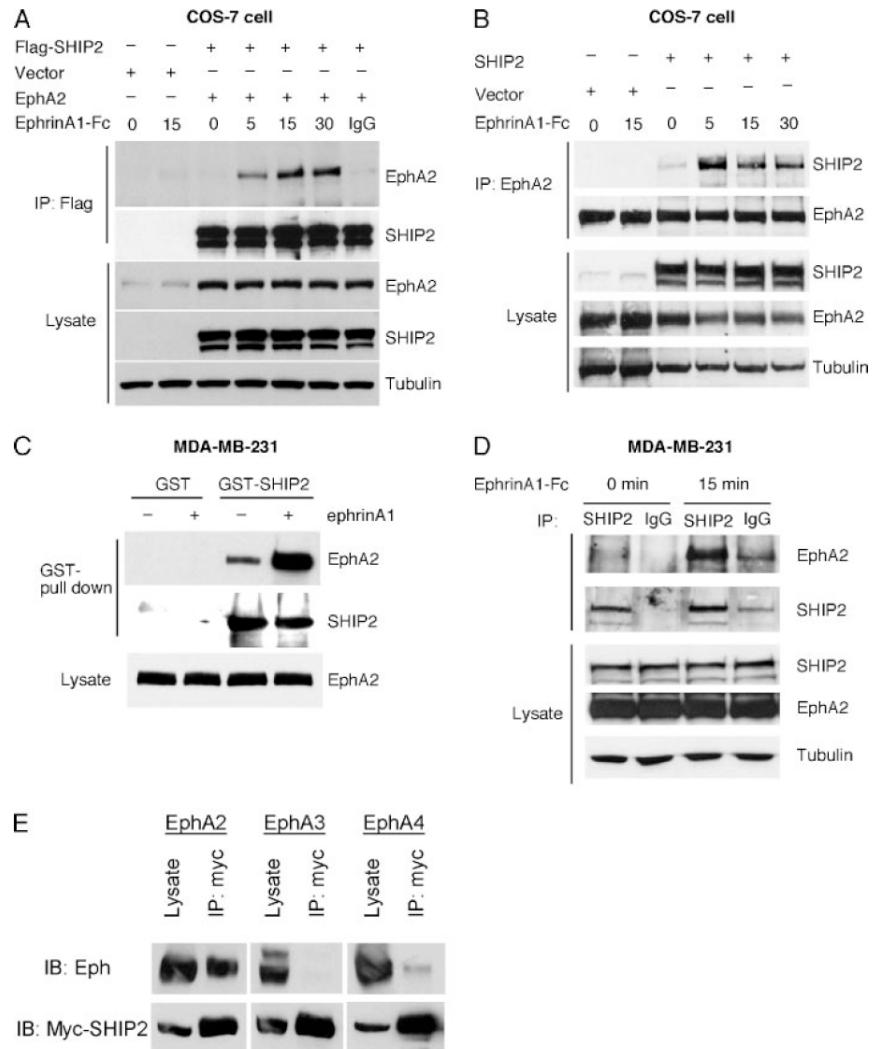 A
COS-7 cell
Flag-SHIP2 – – + + + + +
Vector + + – – – – –
EphA2 – – + + + + +
EphrinA1-Fc 0 15 0 5 15 30 IgG
IP: Flag
EphA2
SHIP2
Lysate
EphA2
SHIP2
Tubulin
B
COS-7 cell
SHIP2 – – + + + +
Vector + + – – – –
EphrinA1-Fc 0 15 0 5 15 30
IP: EphA2
SHIP2
EphA2
Lysate
SHIP2
EphA2
Tubulin
C
MDA-MB-231
GST GST-SHIP2
– + – + ephrinA1
GST-
pull down
EphA2
SHIP2
Lysate
EphA2
D
MDA-MB-231
EphrinA1-Fc 0 min 15 min
IP: SHIP2 IgG SHIP2 IgG
EphA2
SHIP2
Lysate
SHIP2
EphA2
Tubulin
E
EphA2 EphA3 EphA4
Lysate IP: myc Lysate IP: myc Lysate IP: myc
IB: Eph
IB: Myc-SHIP2